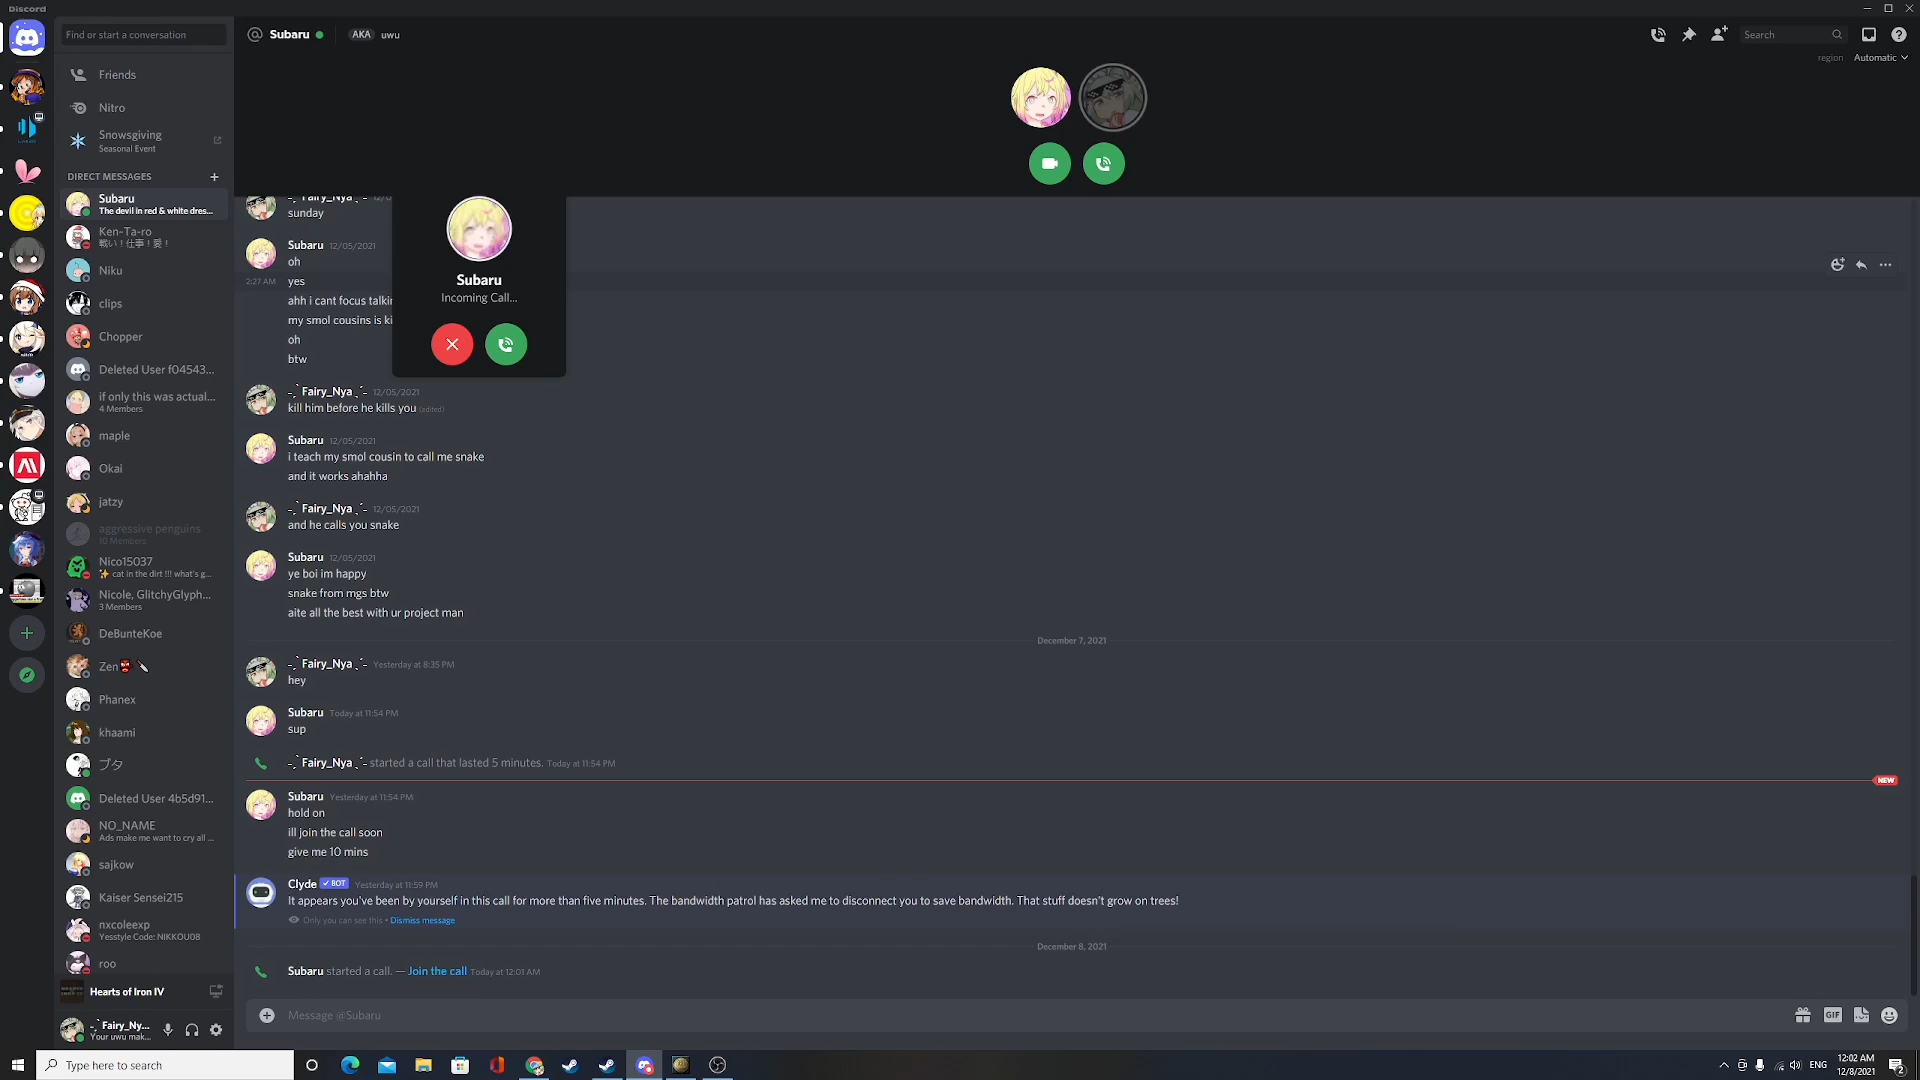 Discord
Find or start a conversation
Friends
Nitro
Snowsgiving
Seasonal Event
DIRECT MESSAGES
Subaru
The devil in red & white dres...
Ken-Ta-ro
戦い！仕事！愛！
Niku
clips
Chopper
Deleted User f04543...
if only this was actual...
4 Members
maple
Okai
jatzy
aggressive penguins
10 Members
Nico15037
✨ cat in the dirt !!! what's g...
Nicole, GlitchyGlyph...
3 Members
DeBunteKoe
Zen
Phanex
khaami
ブタ
Deleted User 4b5d91...
NO_NAME
Ads make me want to cry all ...
sajkow
Kaiser Sensei215
nxcoleexp
Yesstyle Code: NIKKOU08
roo
Hearts of Iron IV
-ˏ`Fairy_Ny...
Your uwu mak...
Subaru
AKA uwu
Search
region Automatic
-ˏ`Fairy_Nya ˎ´- 12/0
sunday
Subaru 12/05/2021
oh
2:27 AM yes
ahh i cant focus talkin
my smol cousins is ki
oh
btw
Subaru
Incoming Call...
-ˏ`Fairy_Nya ˎ´- 12/05/2021
kill him before he kills you (edited)
Subaru 12/05/2021
i teach my smol cousin to call me snake
and it works ahahha
-ˏ`Fairy_Nya ˎ´- 12/05/2021
and he calls you snake
Subaru 12/05/2021
ye boi im happy
snake from mgs btw
aite all the best with ur project man
December 7, 2021
-ˏ`Fairy_Nya ˎ´- Yesterday at 8:35 PM
hey
Subaru Today at 11:54 PM
sup
-ˏ`Fairy_Nya ˎ´- started a call that lasted 5 minutes. Today at 11:54 PM
NEW
Subaru Yesterday at 11:54 PM
hold on
ill join the call soon
give me 10 mins
Clyde ✓ BOT Yesterday at 11:59 PM
It appears you've been by yourself in this call for more than five minutes. The bandwidth patrol has asked me to disconnect you to save bandwidth. That stuff doesn't grow on trees!
Only you can see this • Dismiss message
December 8, 2021
Subaru started a call. — Join the call Today at 12:01 AM
Message @Subaru
GIF
Type here to search
ENG
12:02 AM
12/8/2021
2